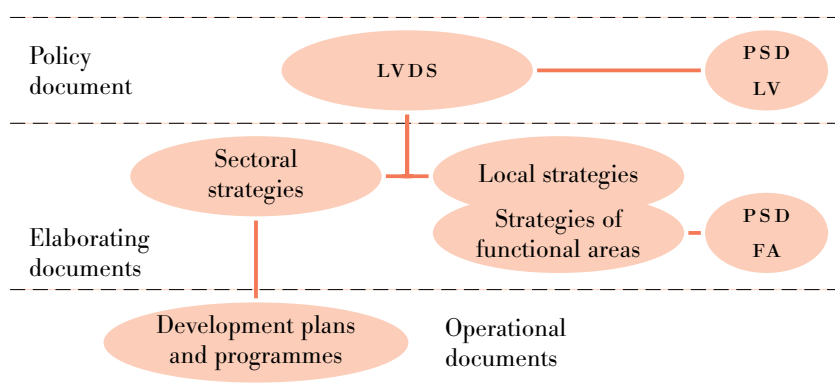 Policy
document
LVDS
PSD
LV
Sectoral
strategies
Local strategies
Strategies of
functional areas
PSD
FA
Elaborating
documents
Development plans
and programmes
Operational
documents